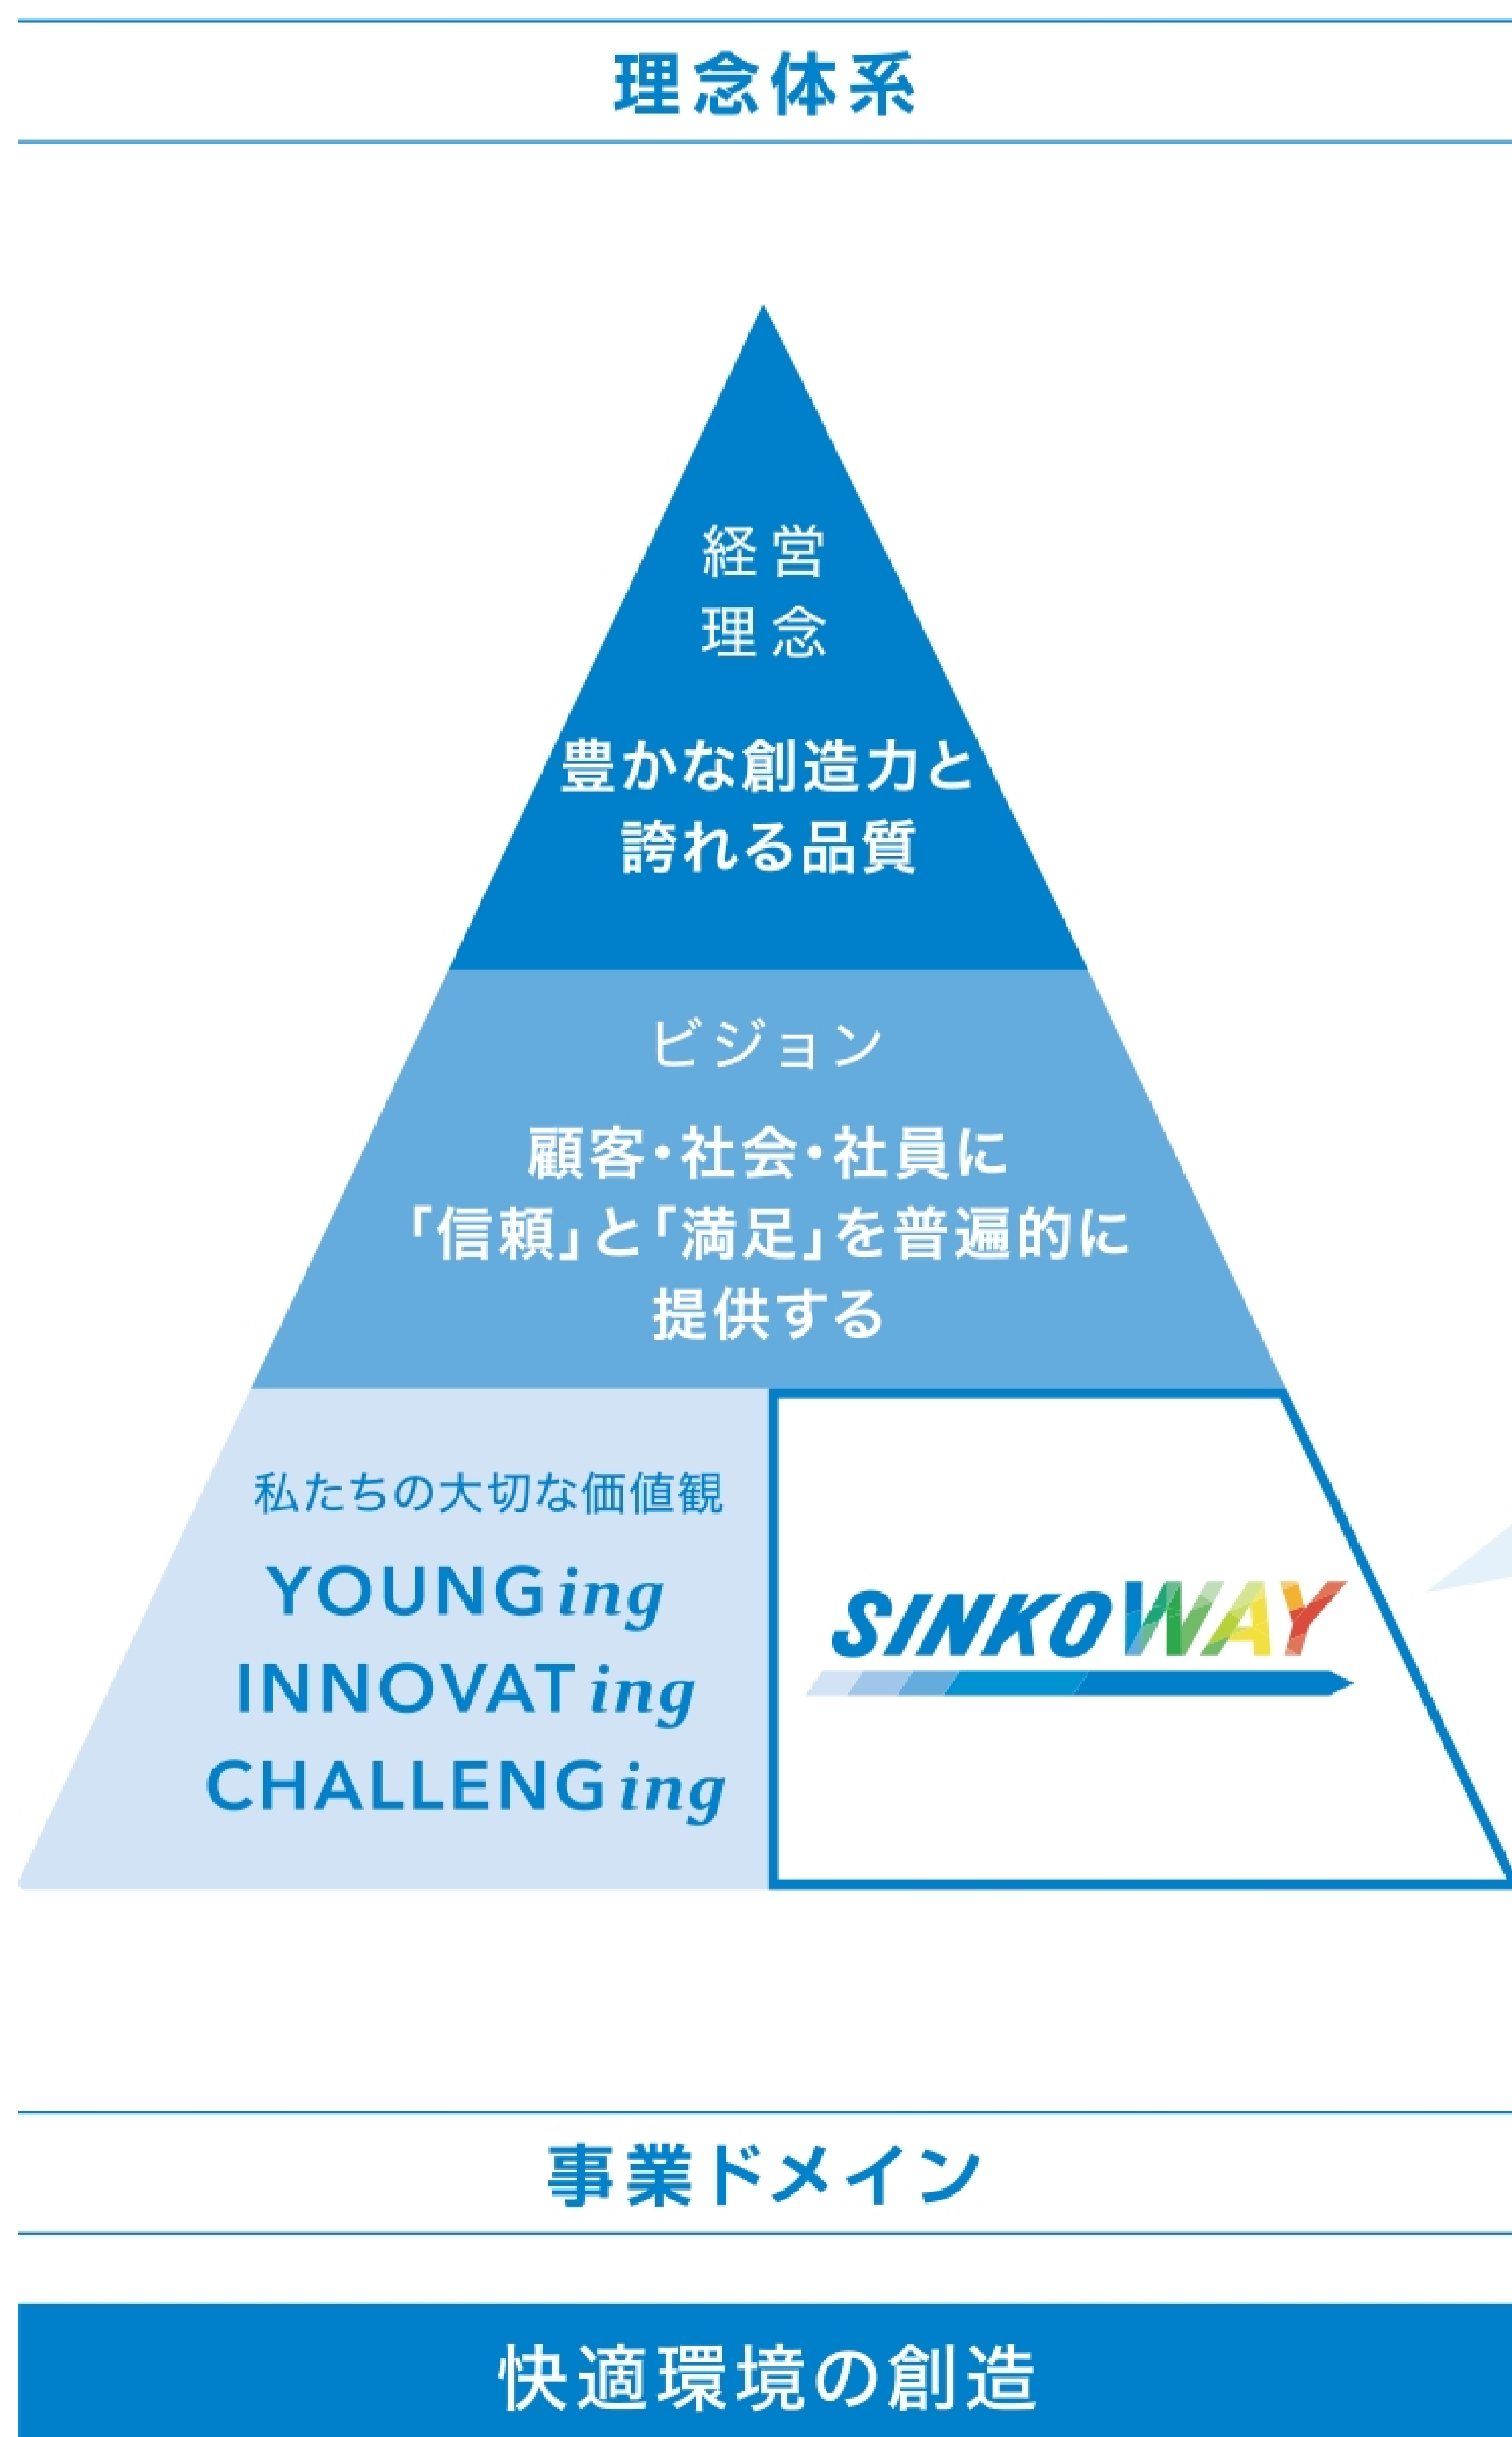 理念体系
経営
理念
豊かな創造力と
誇れる品質
ビジョン
顧客・社会・社員に
「信頼」と「満足」を普遍的に
提供する
私たちの大切な価値観
YOUNGing
INNOVATing
CHALLENGing
SINKOWAY
事業ドメイン
快適環境の創造